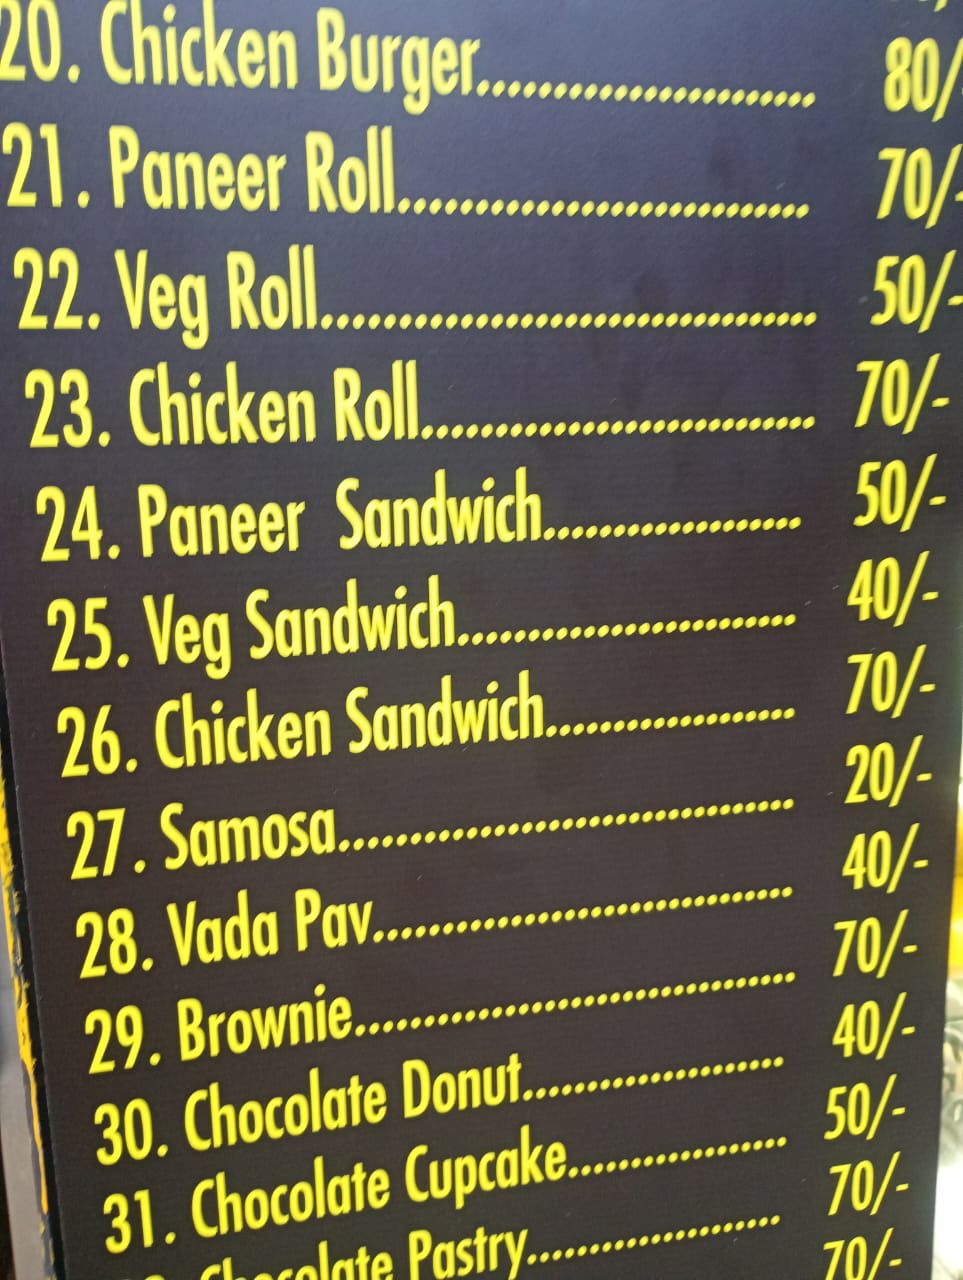 20. Chicken Burger..................... 80/
21. Paneer Roll.......................... 70/-
22. Veg Roll................................ 50/-
23. Chicken Roll.......................... 70/-
24. Paneer Sandwich.................. 50/-
25. Veg Sandwich........................ 40/-
26. Chicken Sandwich.................. 70/-
27. Samosa................................ 20/-
28. Vada Pav.............................. 40/-
29. Brownie................................ 70/-
30. Chocolate Donut.................... 40/-
31. Chocolate Cupcake................. 50/-
Chocolate Pastry...................... 70/-
70/-